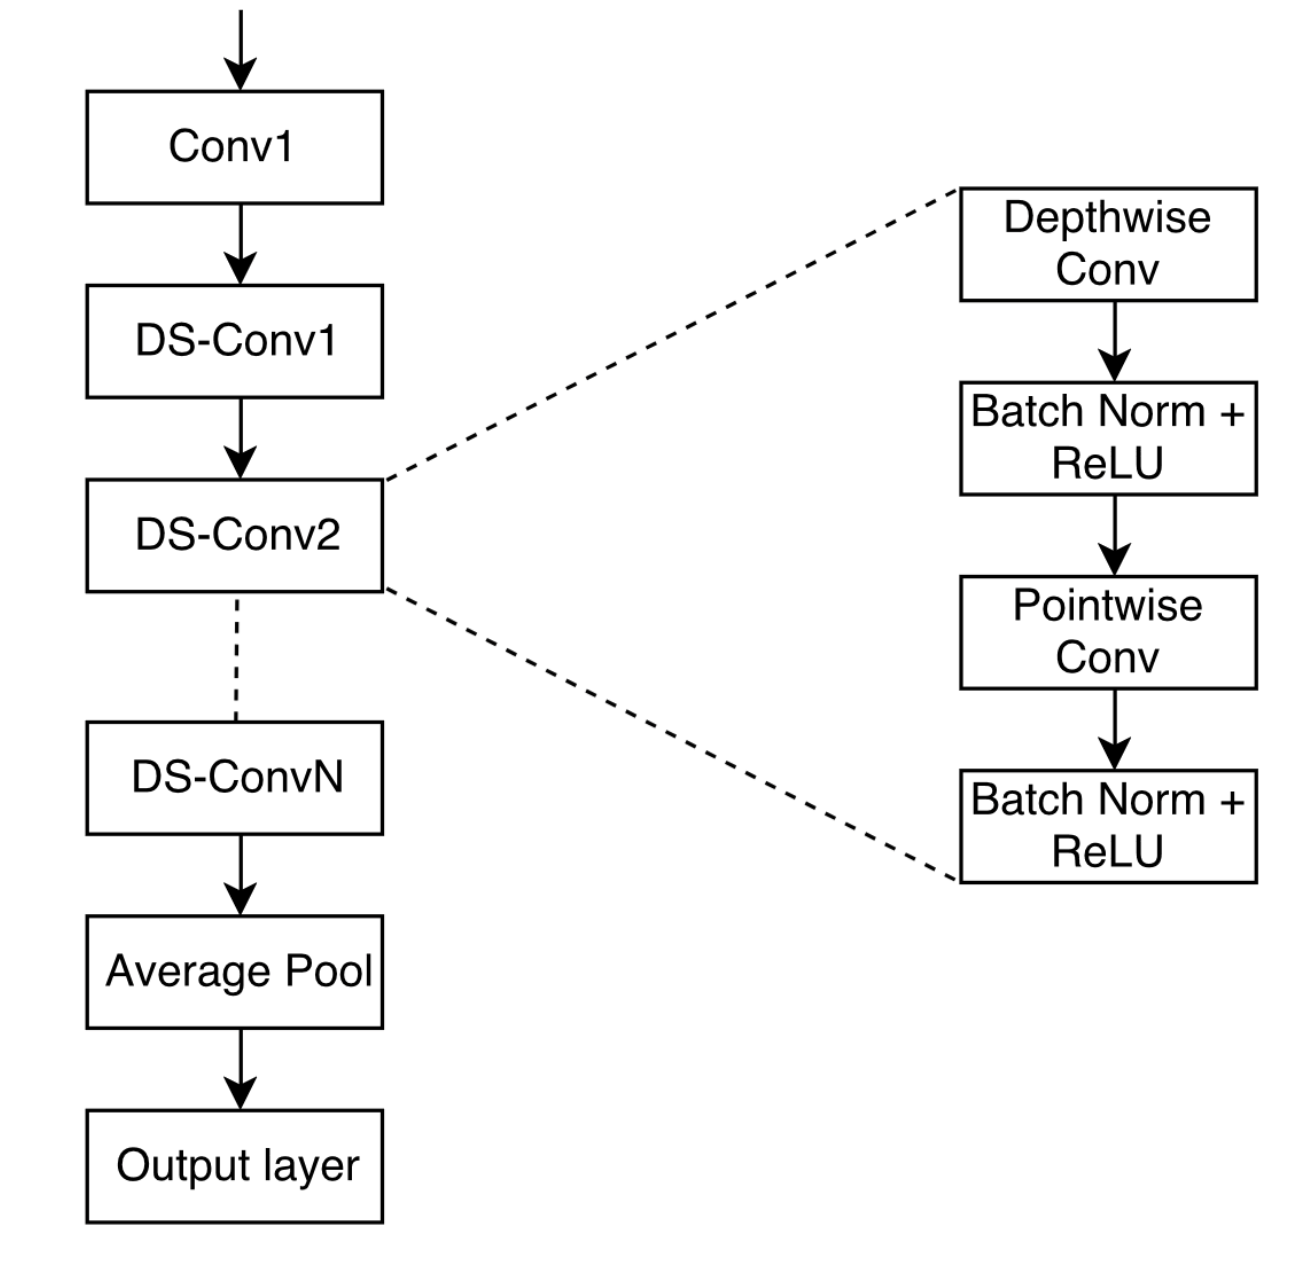 Conv1
DS-Conv1
DS-Conv2
DS-ConvN
Average Pool
Output layer
Depthwise
Conv
Batch Norm +
ReLU
Pointwise
Conv
Batch Norm +
ReLU